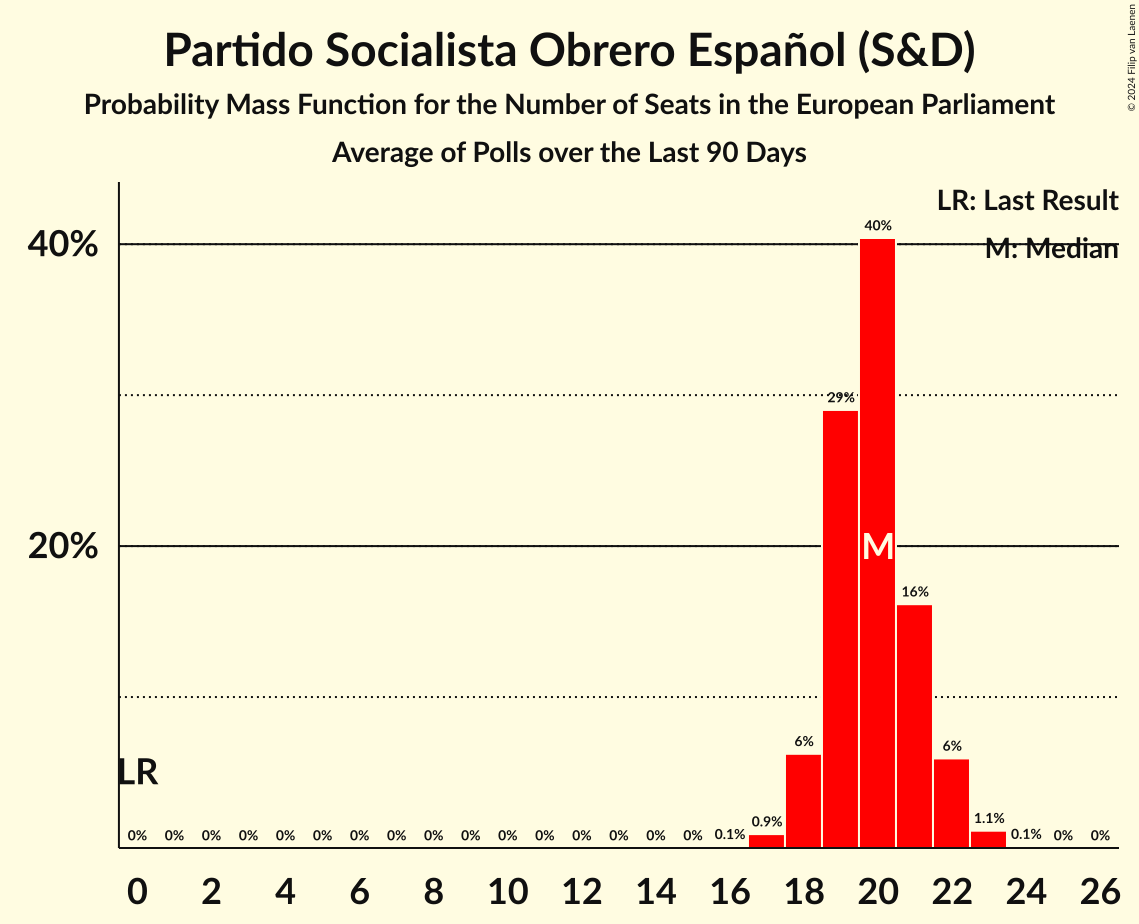 Partido Socialista Obrero Español (S&D)
Probability Mass Function for the Number of Seats in the European Parliament
Average of Polls over the Last 90 Days
© 2024 Filip van Laenen
LR: Last Result
M: Median
40%
20%
40%
29%
M
16%
6%
6%
LR
0% 0% 0% 0% 0% 0% 0% 0% 0% 0% 0% 0% 0% 0% 0% 0% 0.1% 0.9% 1.1% 0.1% 0% 0%
0 2 4 6 8 10 12 14 16 18 20 22 24 26